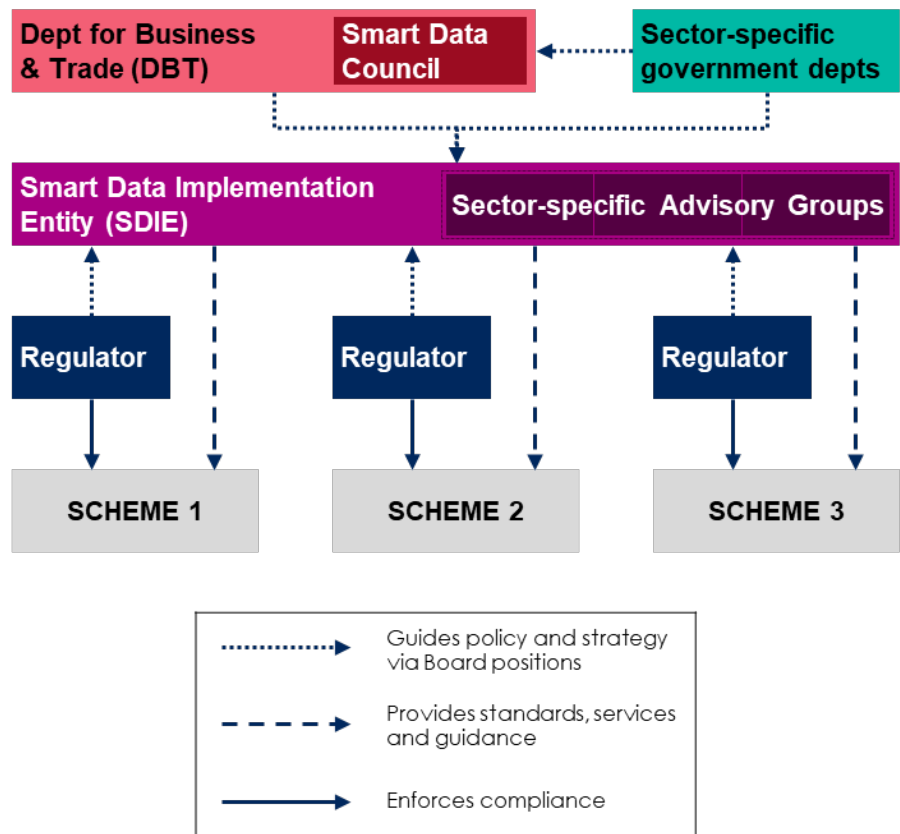 Dept for Business
& Trade (DBT)
Smart Data
Council
Sector-specific
government depts
Smart Data Implementation
Entity (SDIE)
Sector-specific Advisory Groups
Regulator
Regulator
Regulator
SCHEME 1
SCHEME 2
SCHEME 3
Guides policy and strategy
via Board positions
Provides standards, services
and guidance
Enforces compliance